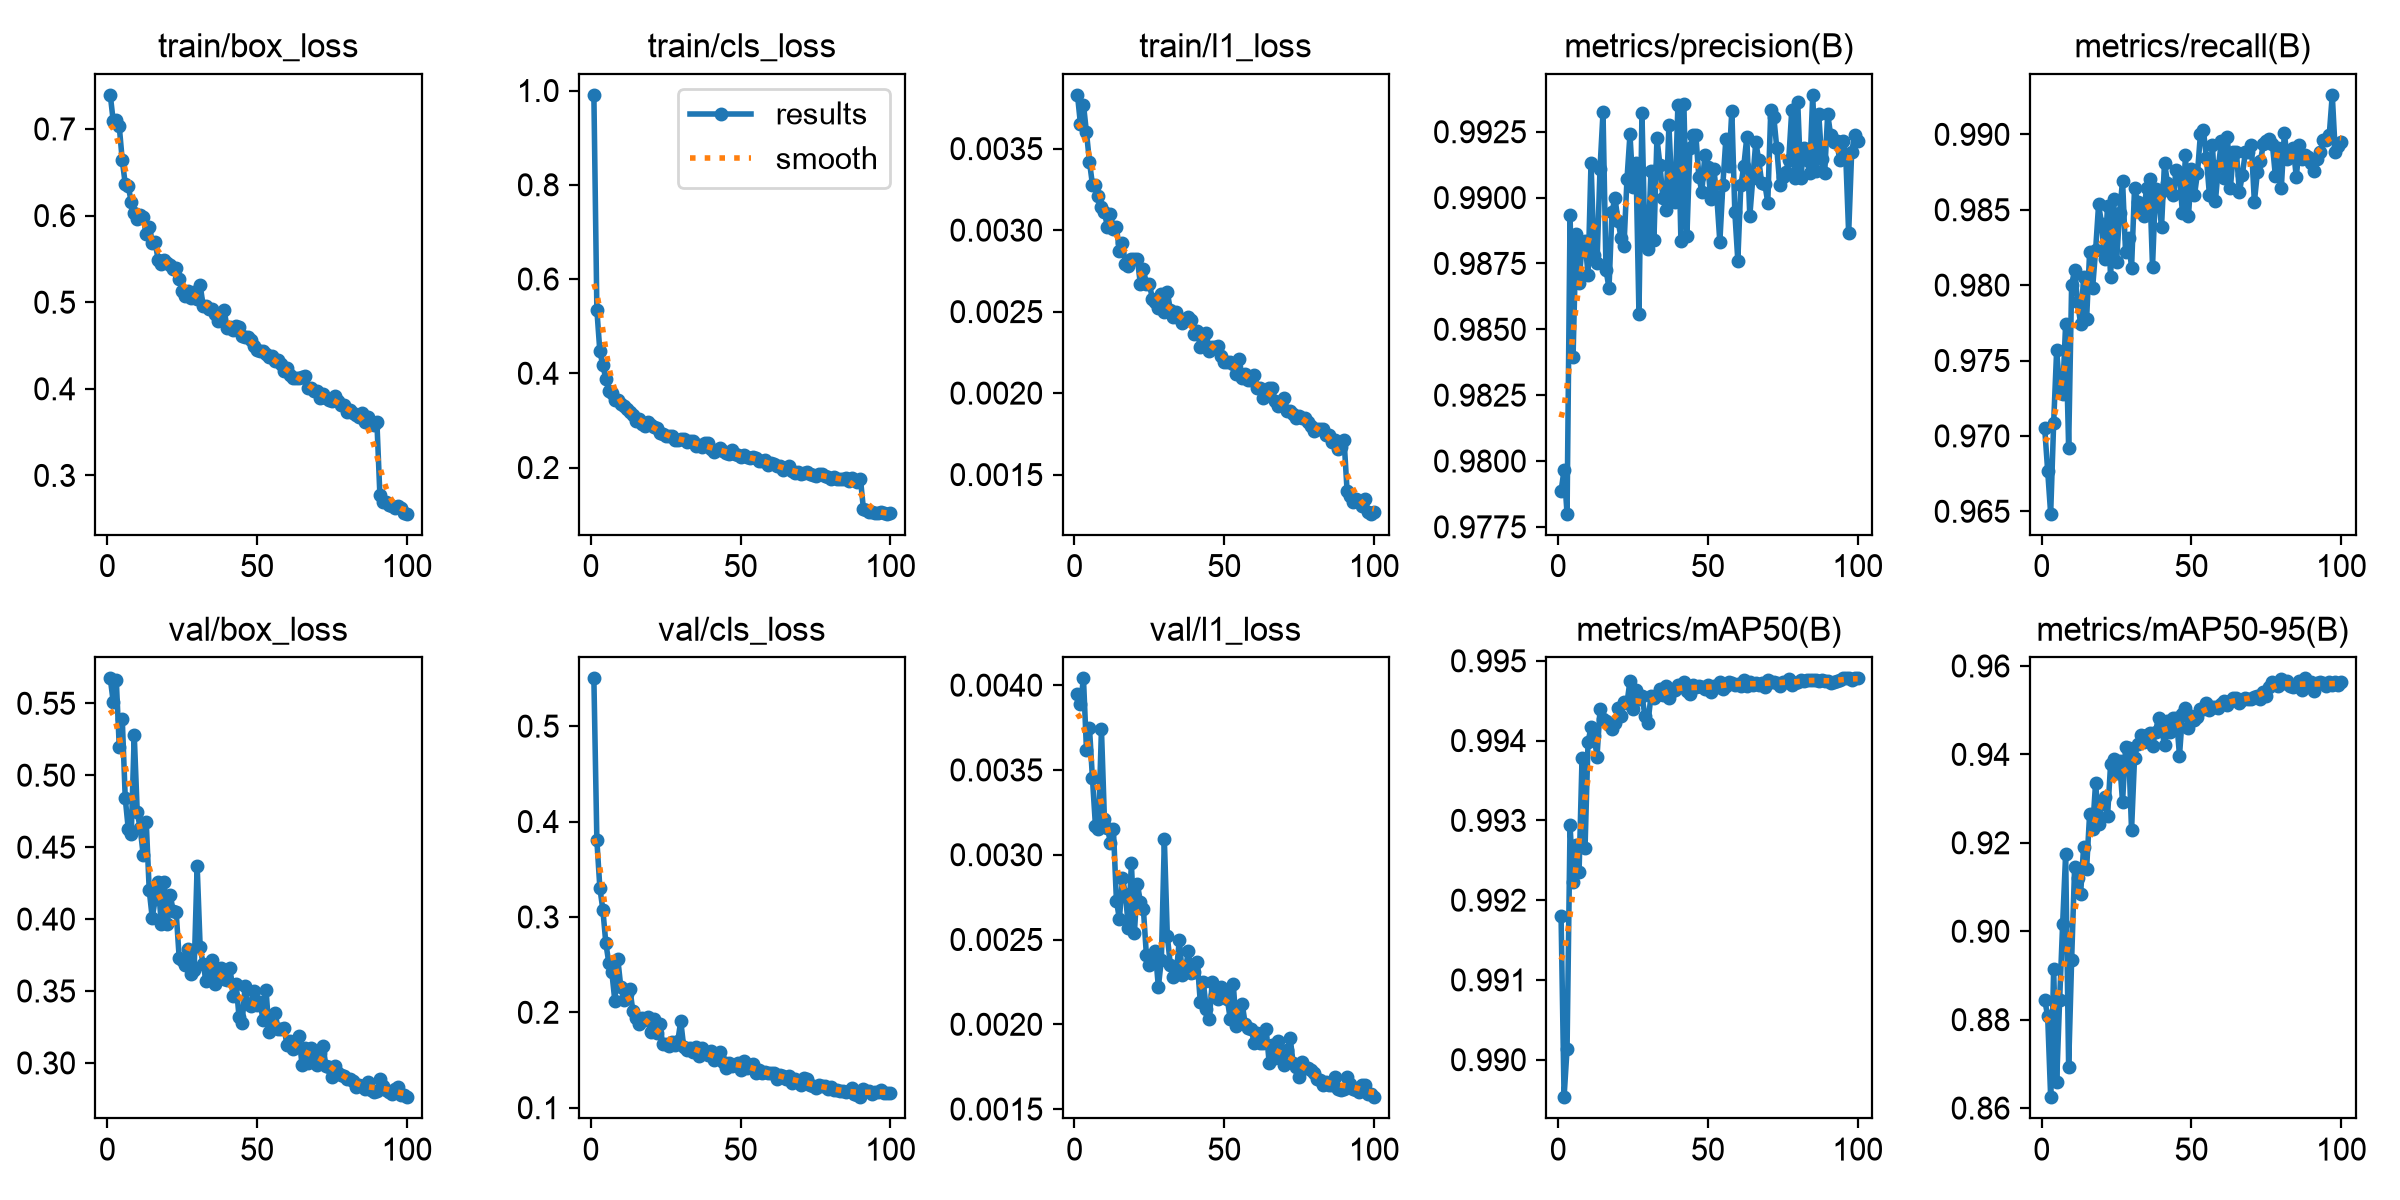 train/box_loss
0.7
0.6
0.5
0.4
0.3
0 50 100
train/cls_loss
results
smooth
1.0
0.8
0.6
0.4
0.2
0 50 100
train/l1_loss
0.0035
0.0030
0.0025
0.0020
0.0015
0 50 100
metrics/precision(B)
0.9925
0.9900
0.9875
0.9850
0.9825
0.9800
0.9775
0 50 100
metrics/recall(B)
0.990
0.985
0.980
0.975
0.970
0.965
0 50 100
val/box_loss
0.55
0.50
0.45
0.40
0.35
0.30
0 50 100
val/cls_loss
0.5
0.4
0.3
0.2
0.1
0 50 100
val/l1_loss
0.0040
0.0035
0.0030
0.0025
0.0020
0.0015
0 50 100
metrics/mAP50(B)
0.995
0.994
0.993
0.992
0.991
0.990
0 50 100
metrics/mAP50-95(B)
0.96
0.94
0.92
0.90
0.88
0.86
0 50 100